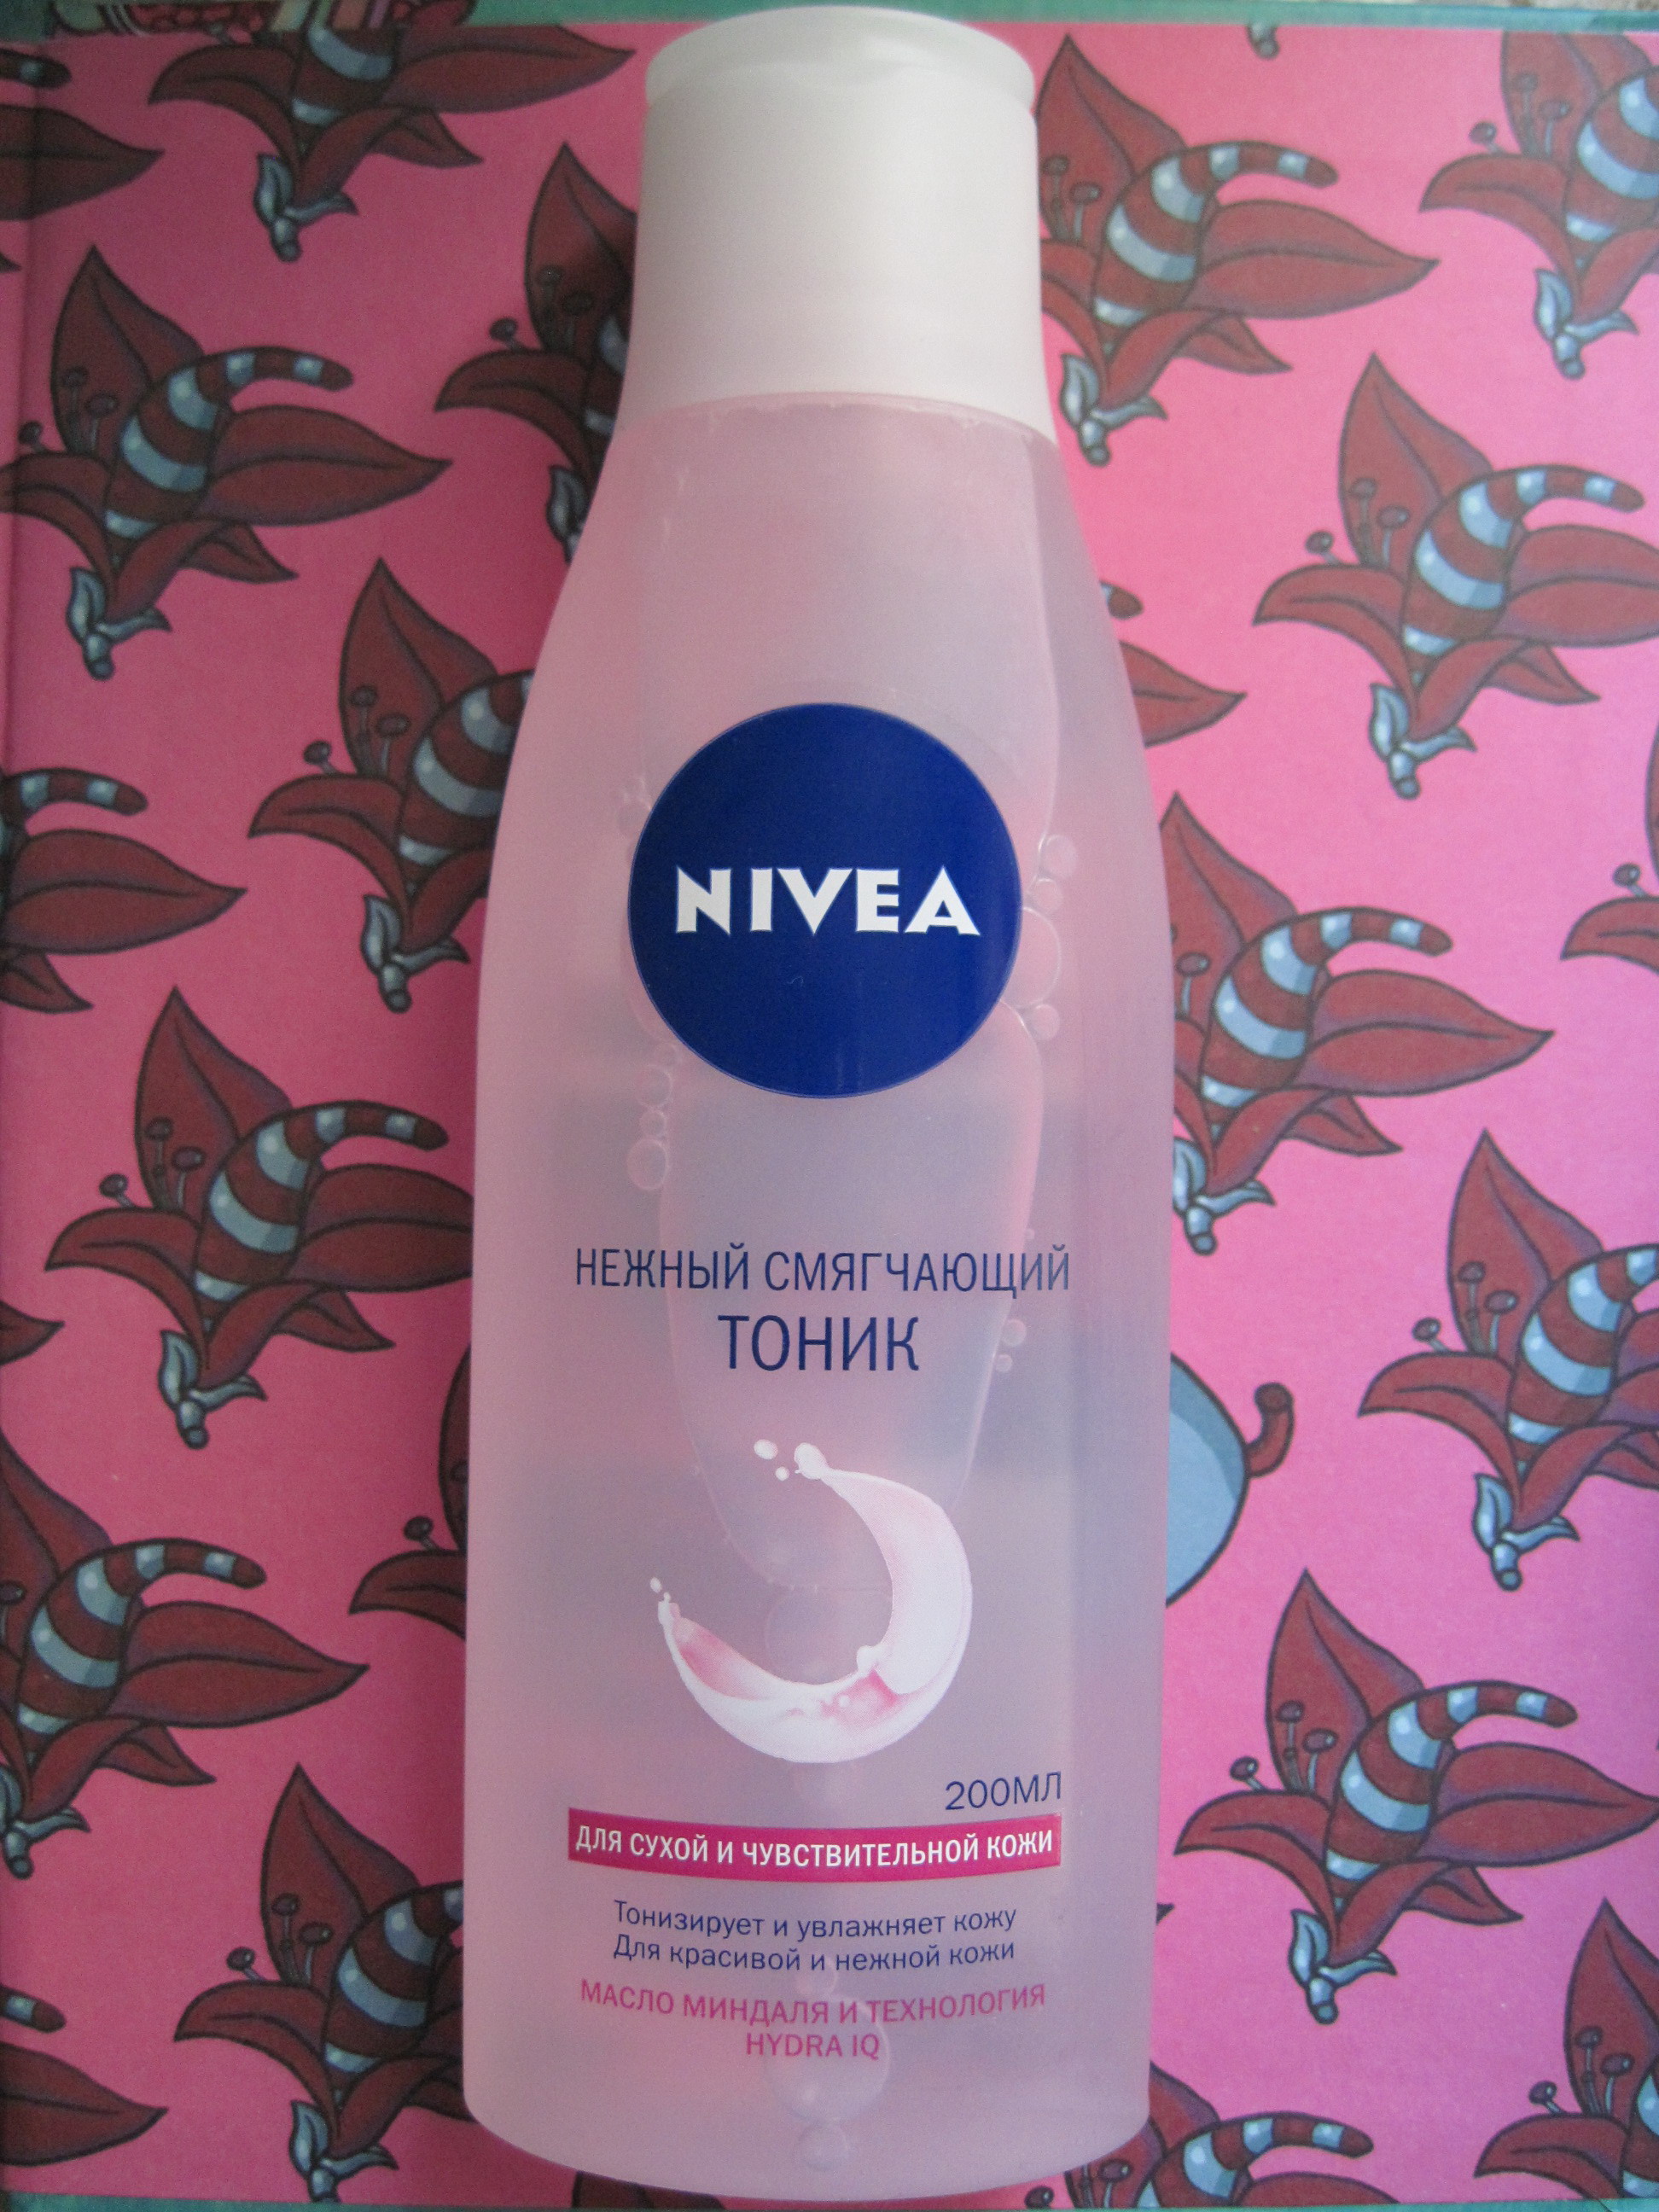 NIVEA
НЕЖНЫЙ СМЯГЧАЮЩИЙ
ТОНИК
200МЛ
ДЛЯ СУХОЙ И ЧУВСТВИТЕЛЬНОЙ КОЖИ
Тонизирует и увлажняет кожу
Для красивой и нежной кожи
МАСЛО МИНДАЛЯ И ТЕХНОЛОГИЯ
HYDRA IQ